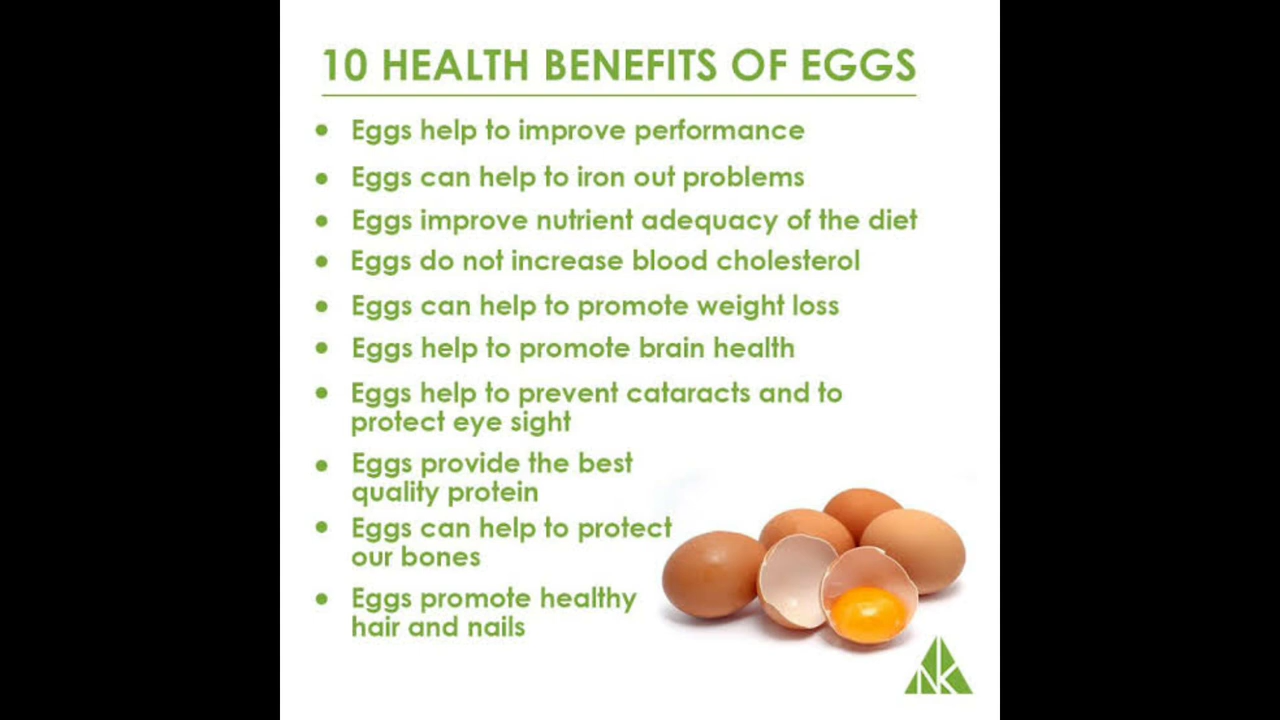 10 HEALTH BENEFITS OF EGGS
Eggs help to improve performance
Eggs can help to iron out problems
Eggs improve nutrient adequacy of the diet
Eggs do not increase blood cholesterol
Eggs can help to promote weight loss
Eggs help to promote brain health
Eggs help to prevent cataracts and to
protect eye sight
Eggs provide the best
quality protein
Eggs can help to protect
our bones
Eggs promote healthy
hair and nails
NK